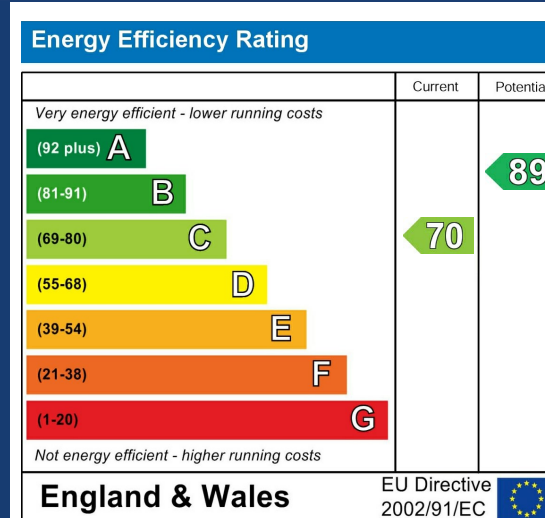 Energy Efficiency Rating
Current Potentia
Very energy efficient - lower running costs
(92 plus) A
89
(81-91) B
(69-80) C 70
(55-68) D
(39-54) E
(21-38) F
(1-20) G
Not energy efficient - higher running costs
England & Wales
EU Directive
2002/91/EC